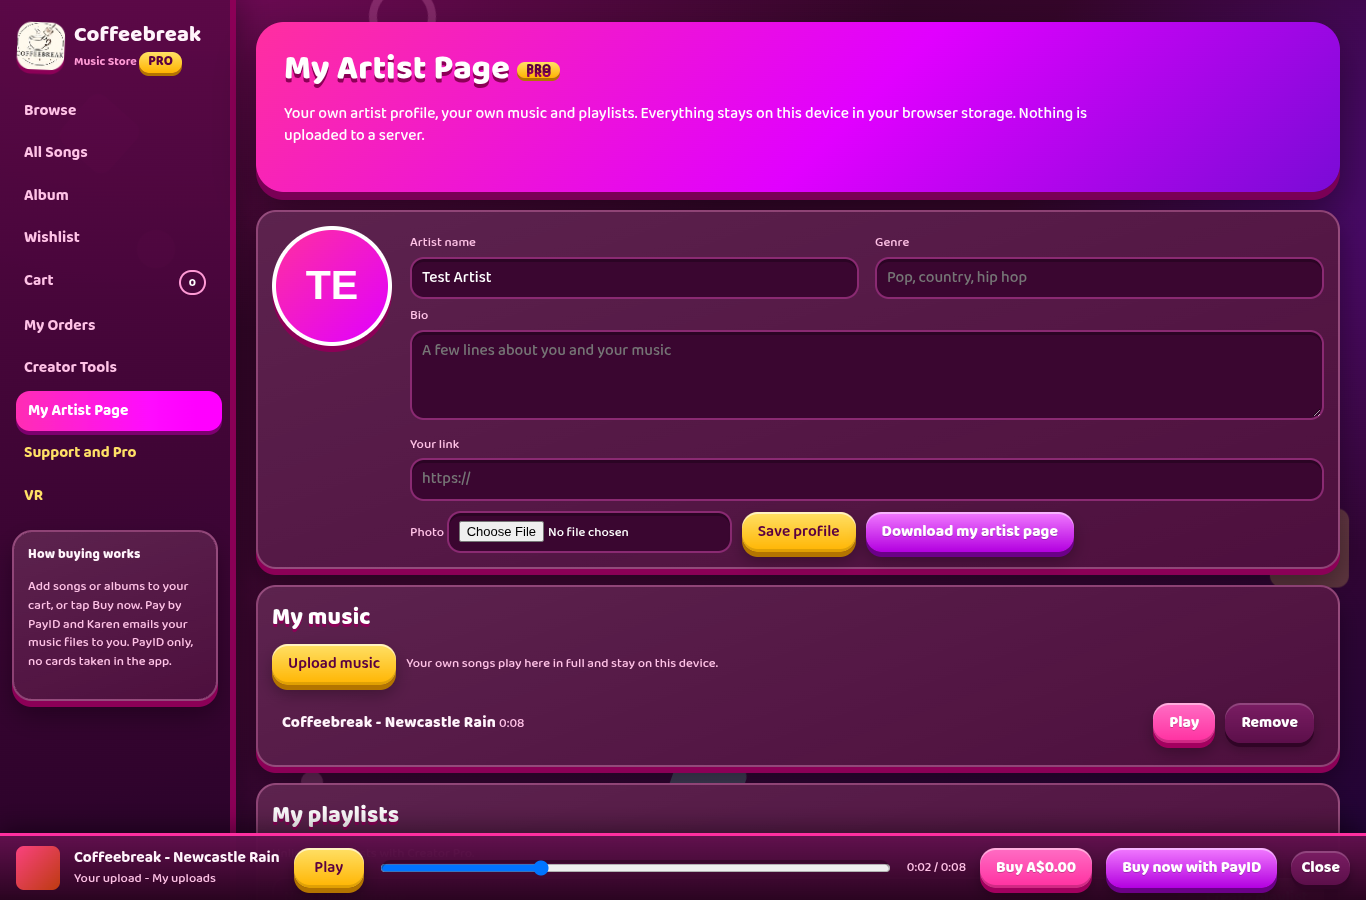 Coffeebreak
Music Store PRO
COFFEEBREAK
Browse
All Songs
Album
Wishlist
Cart 0
My Orders
Creator Tools
My Artist Page
Support and Pro
VR
How buying works
Add songs or albums to your
cart, or tap Buy now. Pay by
PayID and Karen emails your
music files to you. PayID only,
no cards taken in the app.
My Artist Page PRO
PRO
Your own artist profile, your own music and playlists. Everything stays on this device in your browser storage. Nothing is
uploaded to a server.
TE
Artist name
Test Artist
Genre
Pop, country, hip hop
Bio
A few lines about you and your music
Your link
https://
Photo Choose File No file chosen
Save profile
Download my artist page
My music
Upload music
Your own songs play here in full and stay on this device.
Coffeebreak - Newcastle Rain 0:08
Play
Remove
My playlists
Coffeebreak - Newcastle Rain
Your upload - My uploads
Play
0:02 / 0:08
Buy A$0.00
Buy now with PayID
Close